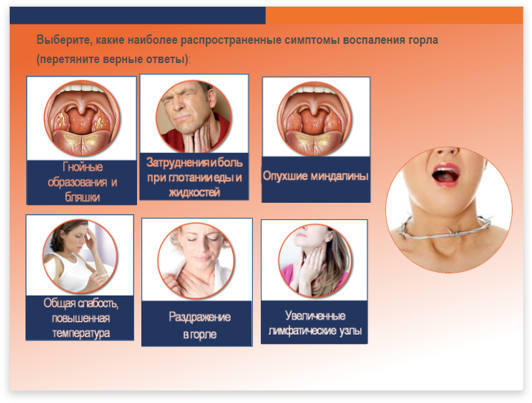 Выберите, какие наиболее распространенные симптомы воспаления горла
(перетяните верные ответы):
Гнойные
образования и
бляшки
Затруднения и боль
при глотании еды и
жидкостей
Опухшие миндалины
Общая слабость,
повышенная
температура
Раздражение
в горле
Увеличенные
лимфатические узлы